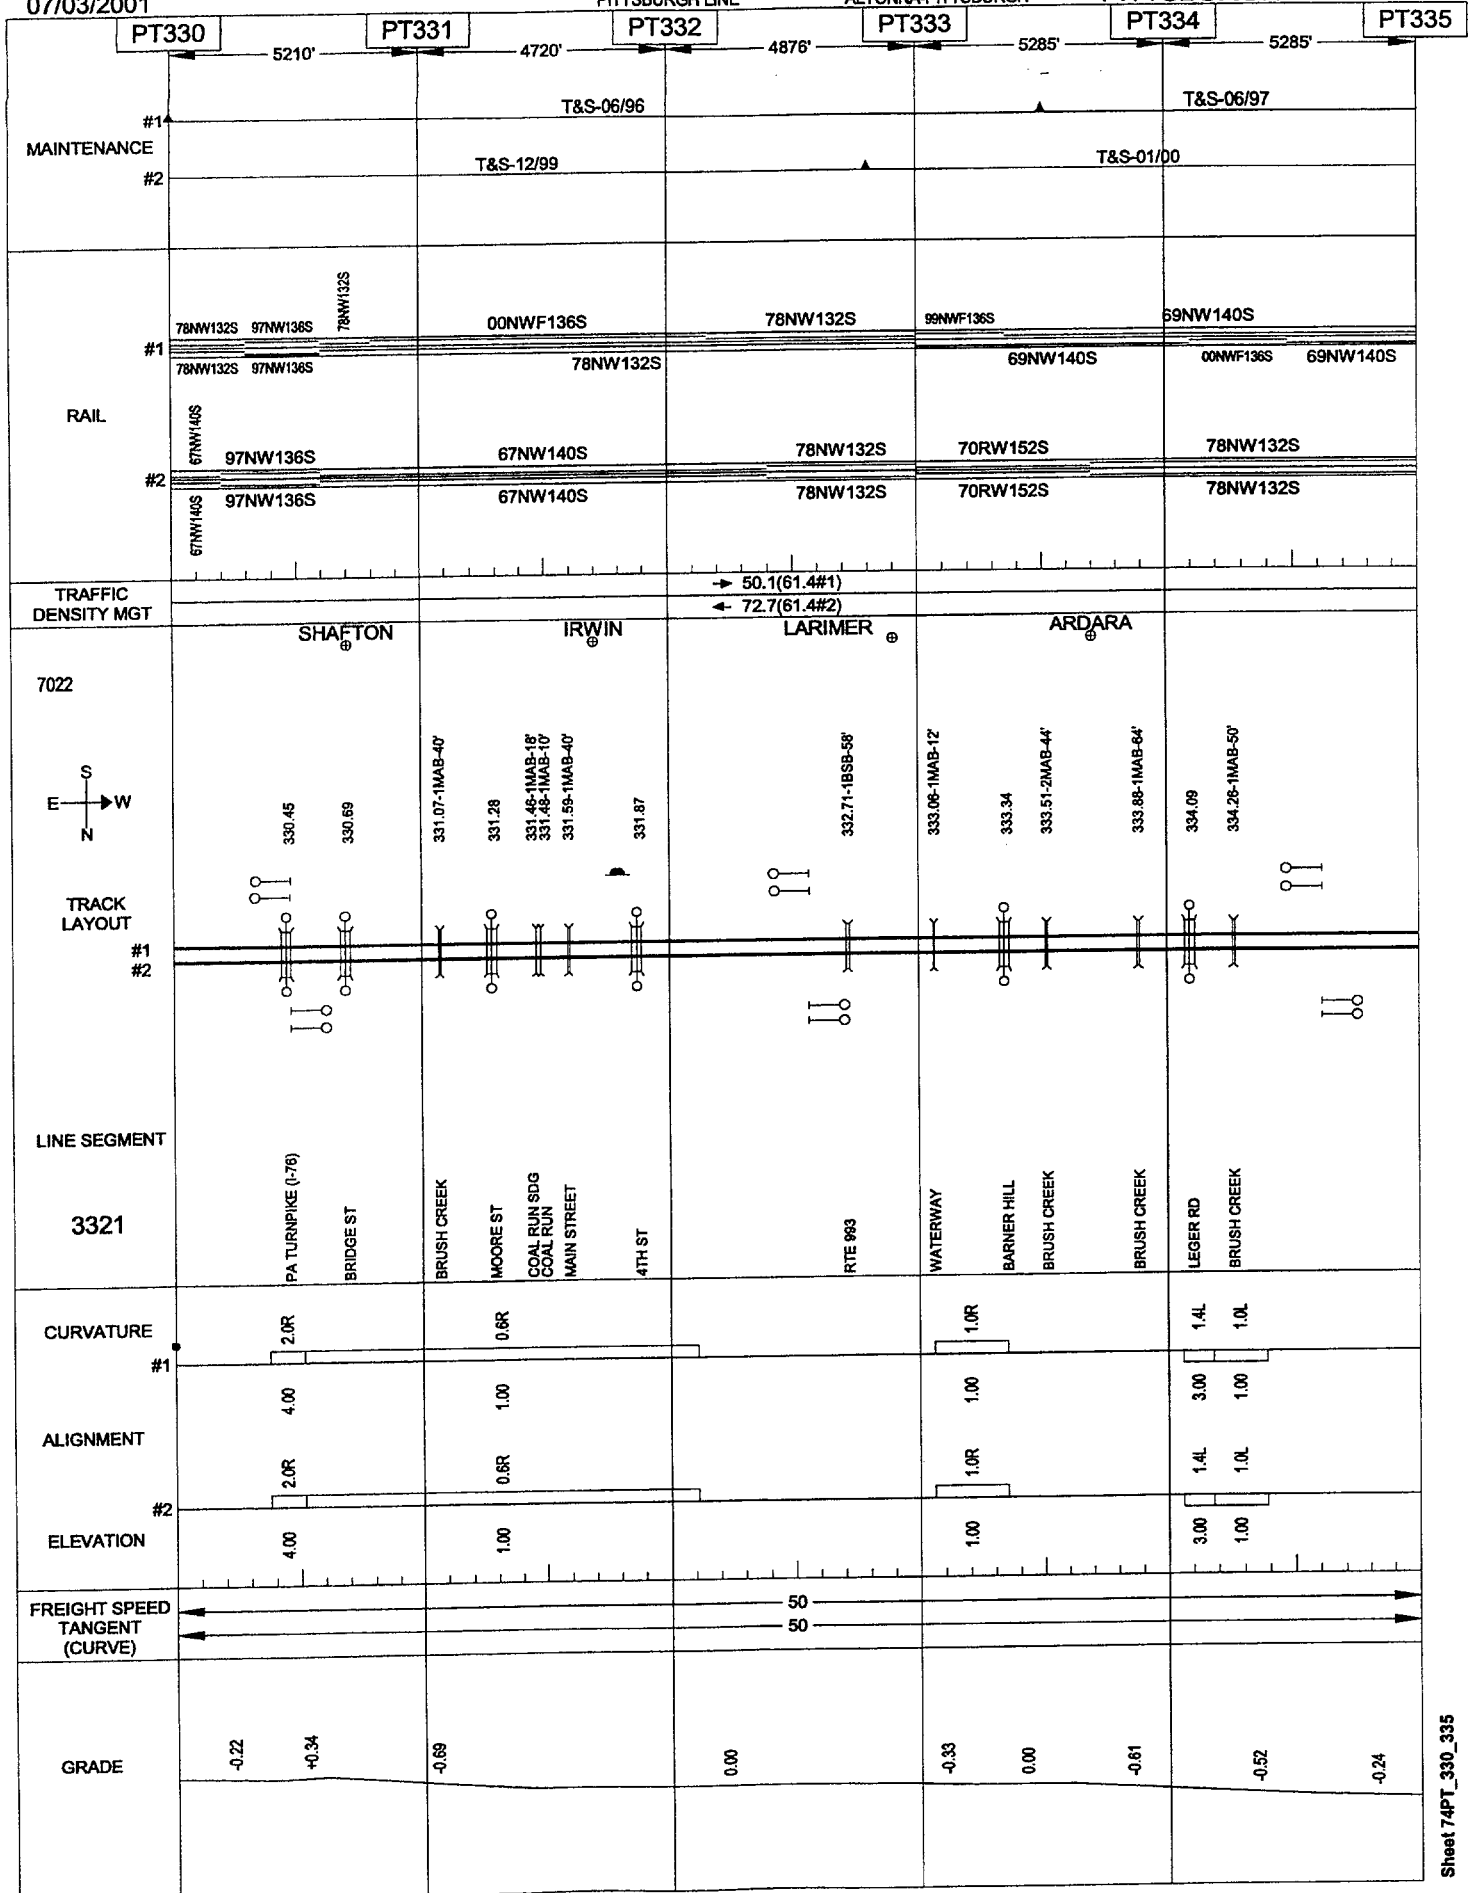 07/03/2001
PITTSBURGH LINE
PT330 PT331 PT332 PT333 PT334 PT335
5210' 4720' 4876' 5285' 5285'
MAINTENANCE
#1 T&S-06/96 T&S-06/97
#2 T&S-12/99 T&S-01/00
RAIL
78NW132S 97NW136S 78NW132S 00NWF136S 78NW132S 99NWF136S 69NW140S
#1
78NW132S 97NW136S 78NW132S 69NW140S 00NWF136S 69NW140S
67NW140S 97NW136S 67NW140S 78NW132S 70RW152S 78NW132S
#2
67NW140S 97NW136S 67NW140S 78NW132S 70RW152S 78NW132S
TRAFFIC
DENSITY MGT
50.1(61.4#1)
72.7(61.4#2)
SHAFTON IRWIN LARIMER ARDARA
7022
S
E W
N
330.45
330.69
331.07-1MAB-40'
331.28
331.46-1MAB-18'
331.48-1MAB-10'
331.59-1MAB-40'
331.87
332.71-1BSB-58'
333.06-1MAB-12'
333.34
333.51-2MAB-44'
333.88-1MAB-64'
334.09
334.26-1MAB-50'
TRACK
LAYOUT
#1
#2
LINE SEGMENT
3321
PA TURNPIKE (I-76)
BRIDGE ST
BRUSH CREEK
MOORE ST
COAL RUN SDG
COAL RUN
MAIN STREET
4TH ST
RTE 993
WATERWAY
BARNER HILL
BRUSH CREEK
BRUSH CREEK
LEGER RD
BRUSH CREEK
CURVATURE
2.0R 0.6R 1.0R 1.4L 1.0L
#1
4.00 1.00 1.00 3.00 1.00
ALIGNMENT
2.0R 0.6R 1.0R 1.4L 1.0L
#2
ELEVATION
4.00 1.00 1.00 3.00 1.00
FREIGHT SPEED
TANGENT
(CURVE)
50
50
GRADE
-0.22 +0.34 -0.69 0.00 -0.33 0.00 -0.61 -0.52 -0.24
Sheet 74PT_330_335